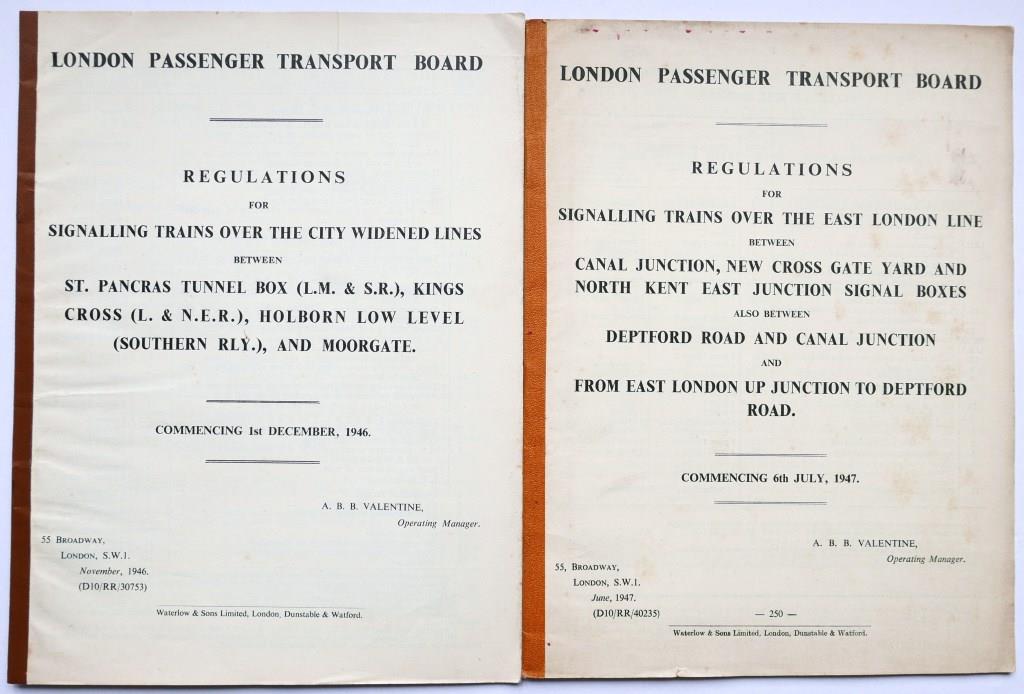 LONDON PASSENGER TRANSPORT BOARD
REGULATIONS
FOR
SIGNALLING TRAINS OVER THE CITY WIDENED LINES
BETWEEN
ST. PANCRAS TUNNEL BOX (L.M. & S.R.), KINGS
CROSS (L. & N.E.R.), HOLBORN LOW LEVEL
(SOUTHERN RLY.), AND MOORGATE.
COMMENCING 1st DECEMBER, 1946.
A. B. B. VALENTINE,
Operating Manager.
55 BROADWAY,
LONDON, S.W.1.
November, 1946.
(D10/RR/30753)
Waterlow & Sons Limited, London, Dunstable & Watford.
LONDON PASSENGER TRANSPORT BOARD
REGULATIONS
FOR
SIGNALLING TRAINS OVER THE EAST LONDON LINE
BETWEEN
CANAL JUNCTION, NEW CROSS GATE YARD AND
NORTH KENT EAST JUNCTION SIGNAL BOXES
ALSO BETWEEN
DEPTFORD ROAD AND CANAL JUNCTION
AND
FROM EAST LONDON UP JUNCTION TO DEPTFORD
ROAD.
COMMENCING 6th JULY, 1947.
A. B. B. VALENTINE,
Operating Manager.
55, BROADWAY,
LONDON, S.W.1.
June, 1947.
(D10/RR/40235)
— 250 —
Waterlow & Sons Limited, London, Dunstable & Watford.